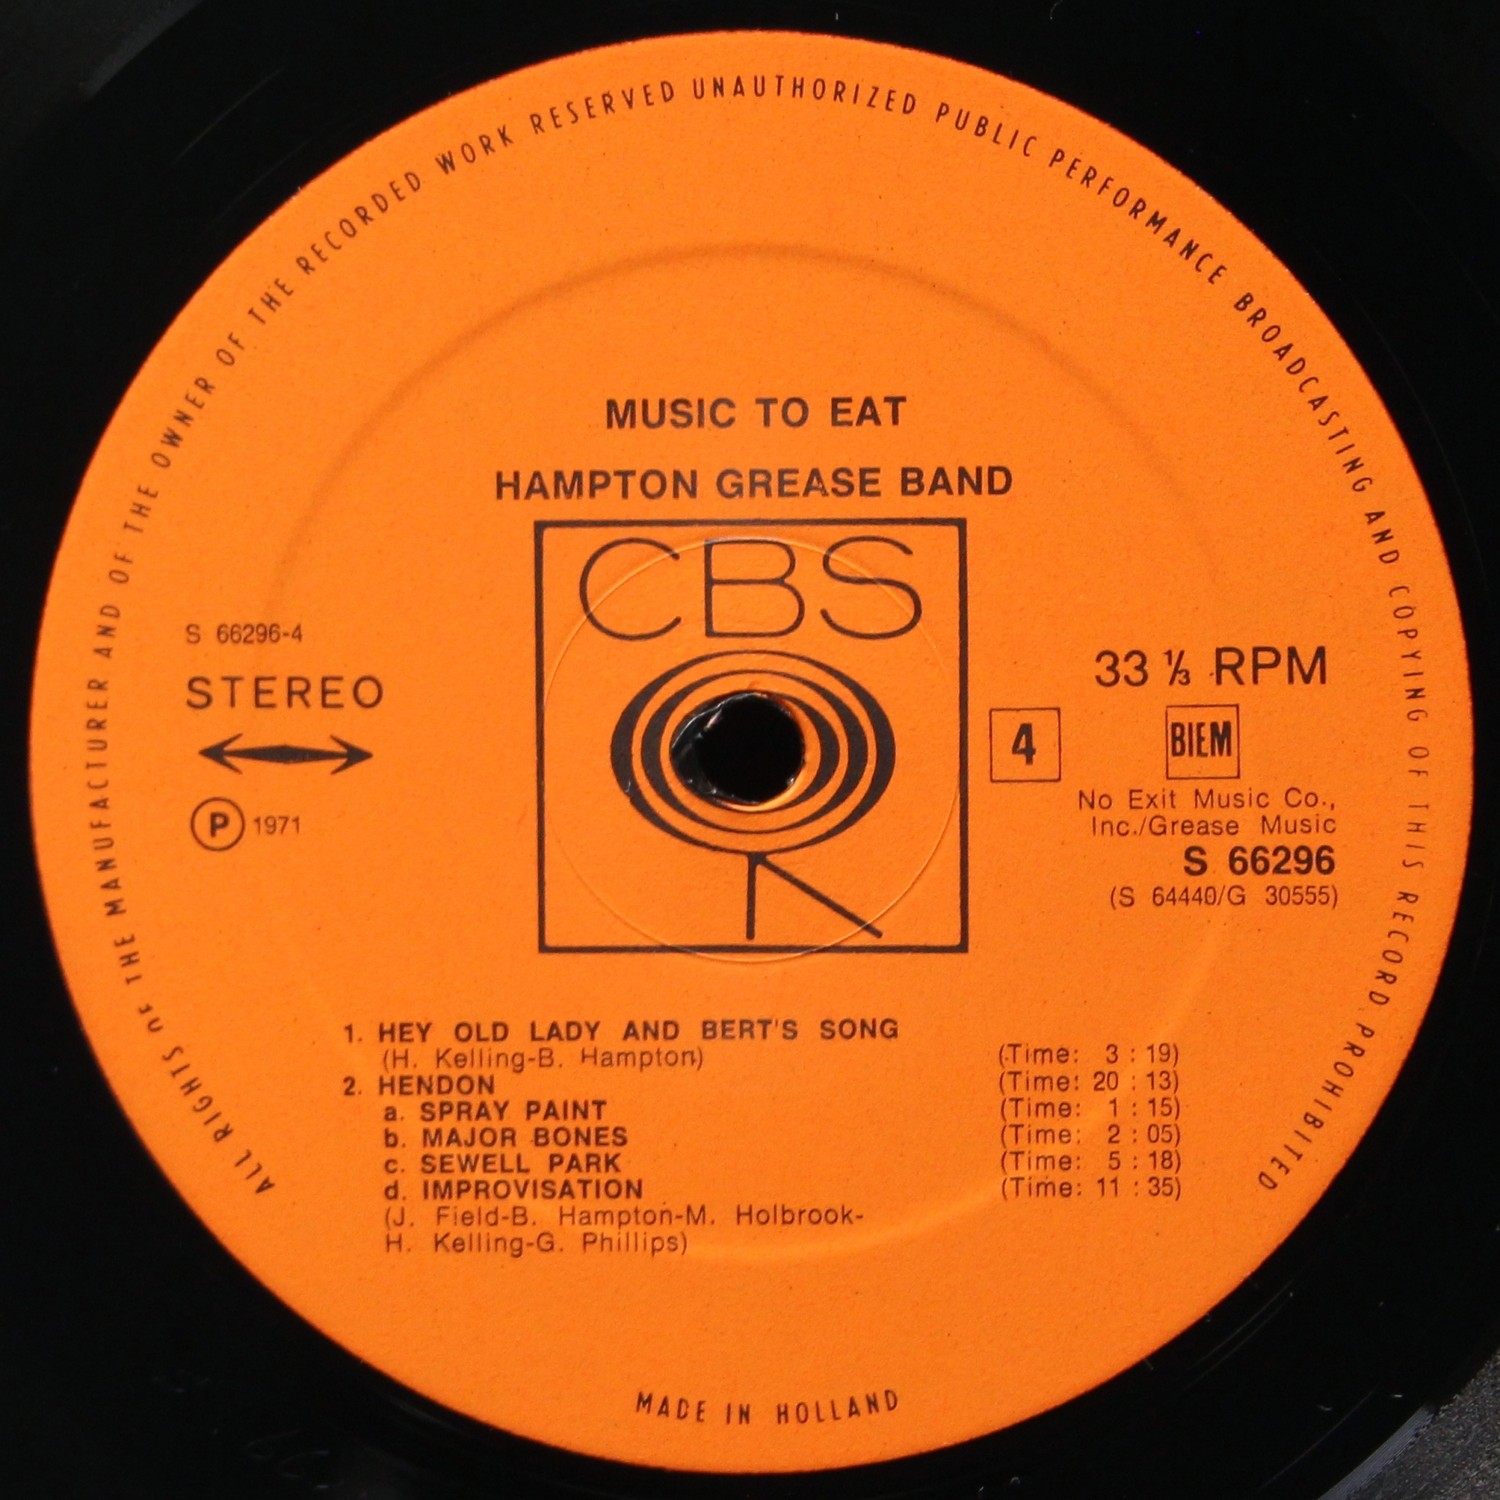 ALL RIGHTS OF THE MANUFACTURER AND OF THE OWNER OF THE RECORDED WORK RESERVED UNAUTHORIZED PUBLIC PERFORMANCE BROADCASTING AND COPYING OF THIS RECORD PROHIBITED
MUSIC TO EAT
HAMPTON GREASE BAND
CBS
S 66296-4
STEREO
P 1971
33 ⅓ RPM
4
BIEM
No Exit Music Co.,
Inc./Grease Music
S 66296
(S 64440/G 30555)
1. HEY OLD LADY AND BERT'S SONG
(H. Kelling-B. Hampton) (Time: 3 : 19)
2. HENDON (Time: 20 : 13)
a. SPRAY PAINT (Time: 1 : 15)
b. MAJOR BONES (Time: 2 : 05)
c. SEWELL PARK (Time: 5 : 18)
d. IMPROVISATION (Time: 11 : 35)
(J. Field-B. Hampton-M. Holbrook-
H. Kelling-G. Phillips)
MADE IN HOLLAND